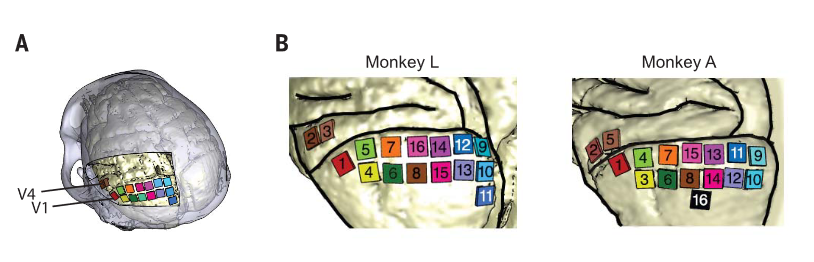 A
B
Monkey L
Monkey A
V4
V1
2 3
1 5 7 16 14 12 9
4 6 8 15 13 10
11
2 5
1 4 7 15 13 11 9
3 6 8 14 12 10
16